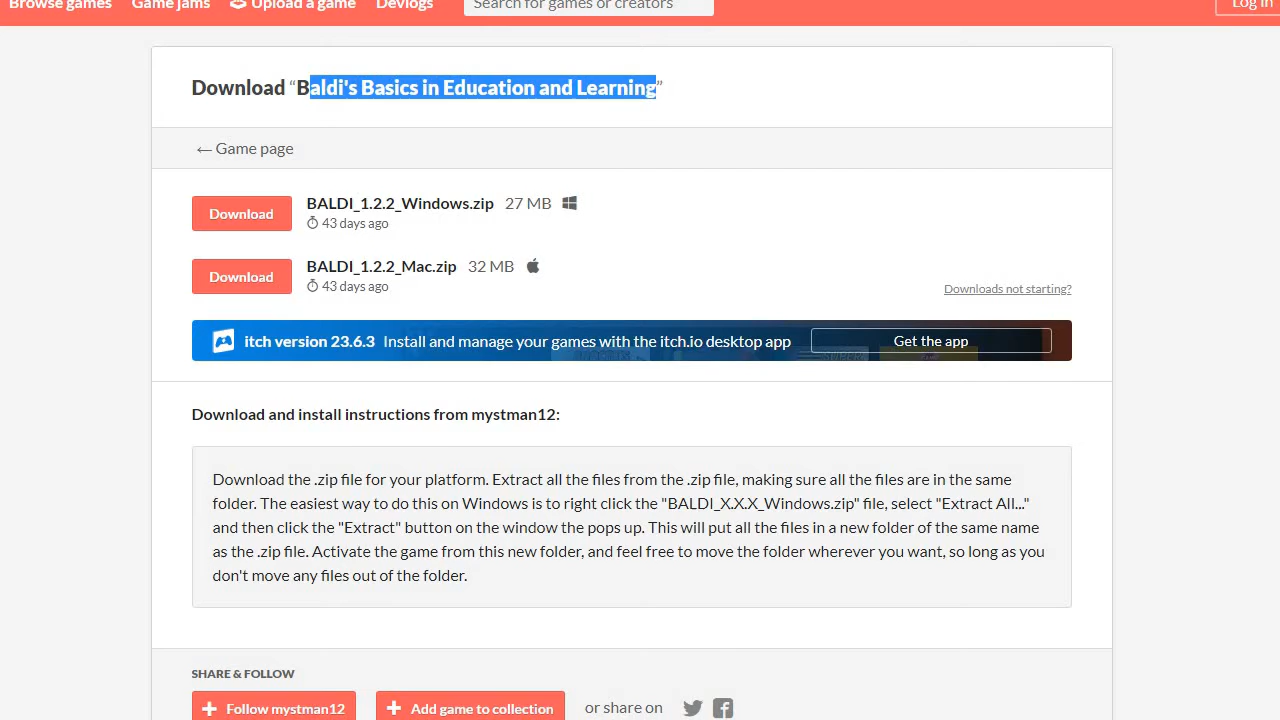 Browse games Game jams Upload a game Devlogs Search for games or creators Log in
Download “Baldi's Basics in Education and Learning”
← Game page
Download BALDI_1.2.2_Windows.zip 27 MB
43 days ago
Download BALDI_1.2.2_Mac.zip 32 MB
43 days ago
Downloads not starting?
itch version 23.6.3 Install and manage your games with the itch.io desktop app Get the app
Download and install instructions from mystman12:
Download the .zip file for your platform. Extract all the files from the .zip file, making sure all the files are in the same
folder. The easiest way to do this on Windows is to right click the "BALDI_X.X.X_Windows.zip" file, select "Extract All..."
and then click the "Extract" button on the window the pops up. This will put all the files in a new folder of the same name
as the .zip file. Activate the game from this new folder, and feel free to move the folder wherever you want, so long as you
don't move any files out of the folder.
SHARE & FOLLOW
Follow mystman12 Add game to collection or share on